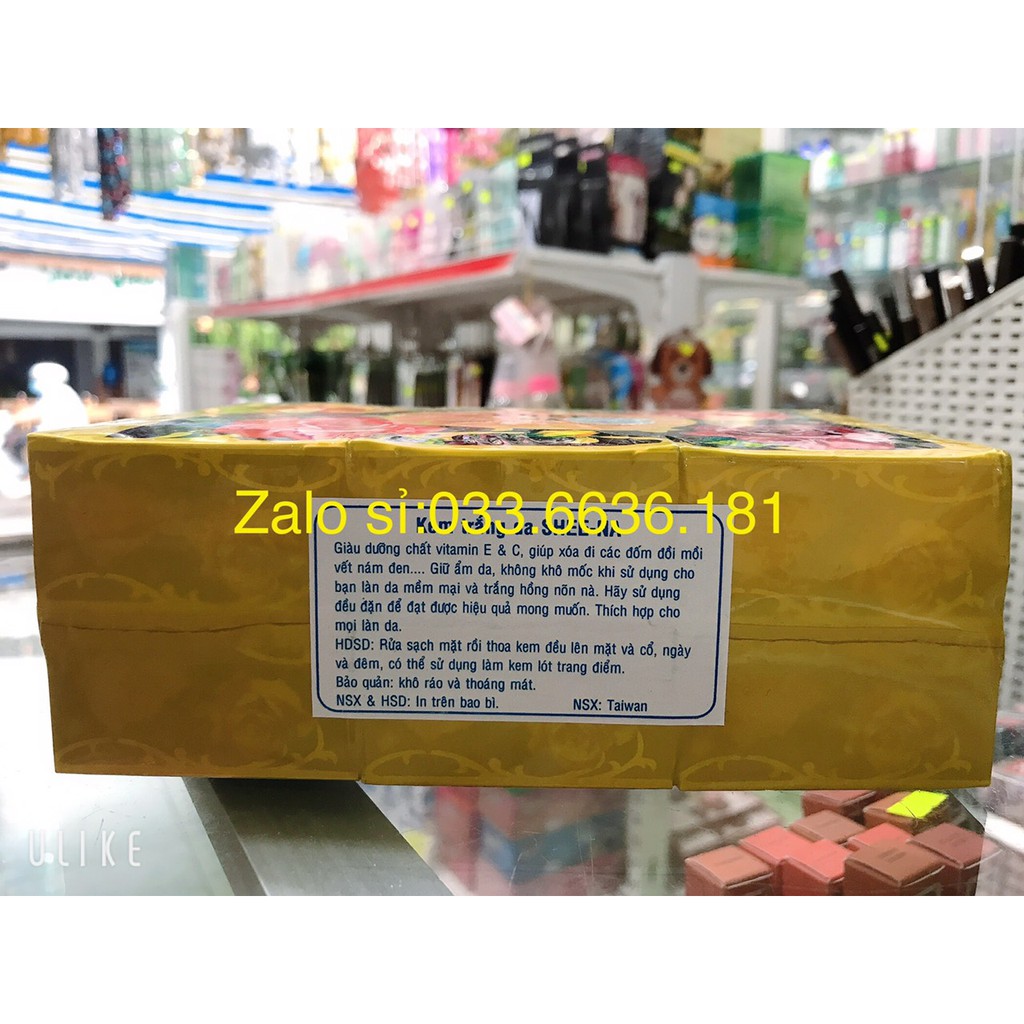 Zalo sỉ:033.6636.181
Kem trắng da SHEE NA
Giàu dưỡng chất vitamin E & C, giúp xóa đi các đốm đồi mồi
vết nám đen.... Giữ ẩm da, không khô mốc khi sử dụng cho
bạn làn da mềm mại và trắng hồng nõn nà. Hãy sử dụng
đều đặn để đạt được hiệu quả mong muốn. Thích hợp cho
mọi làn da.
HDSD: Rửa sạch mặt rồi thoa kem đều lên mặt và cổ, ngày
và đêm, có thể sử dụng làm kem lót trang điểm.
Bảo quản: khô ráo và thoáng mát.
NSX & HSD: In trên bao bì. NSX: Taiwan
ULIKE